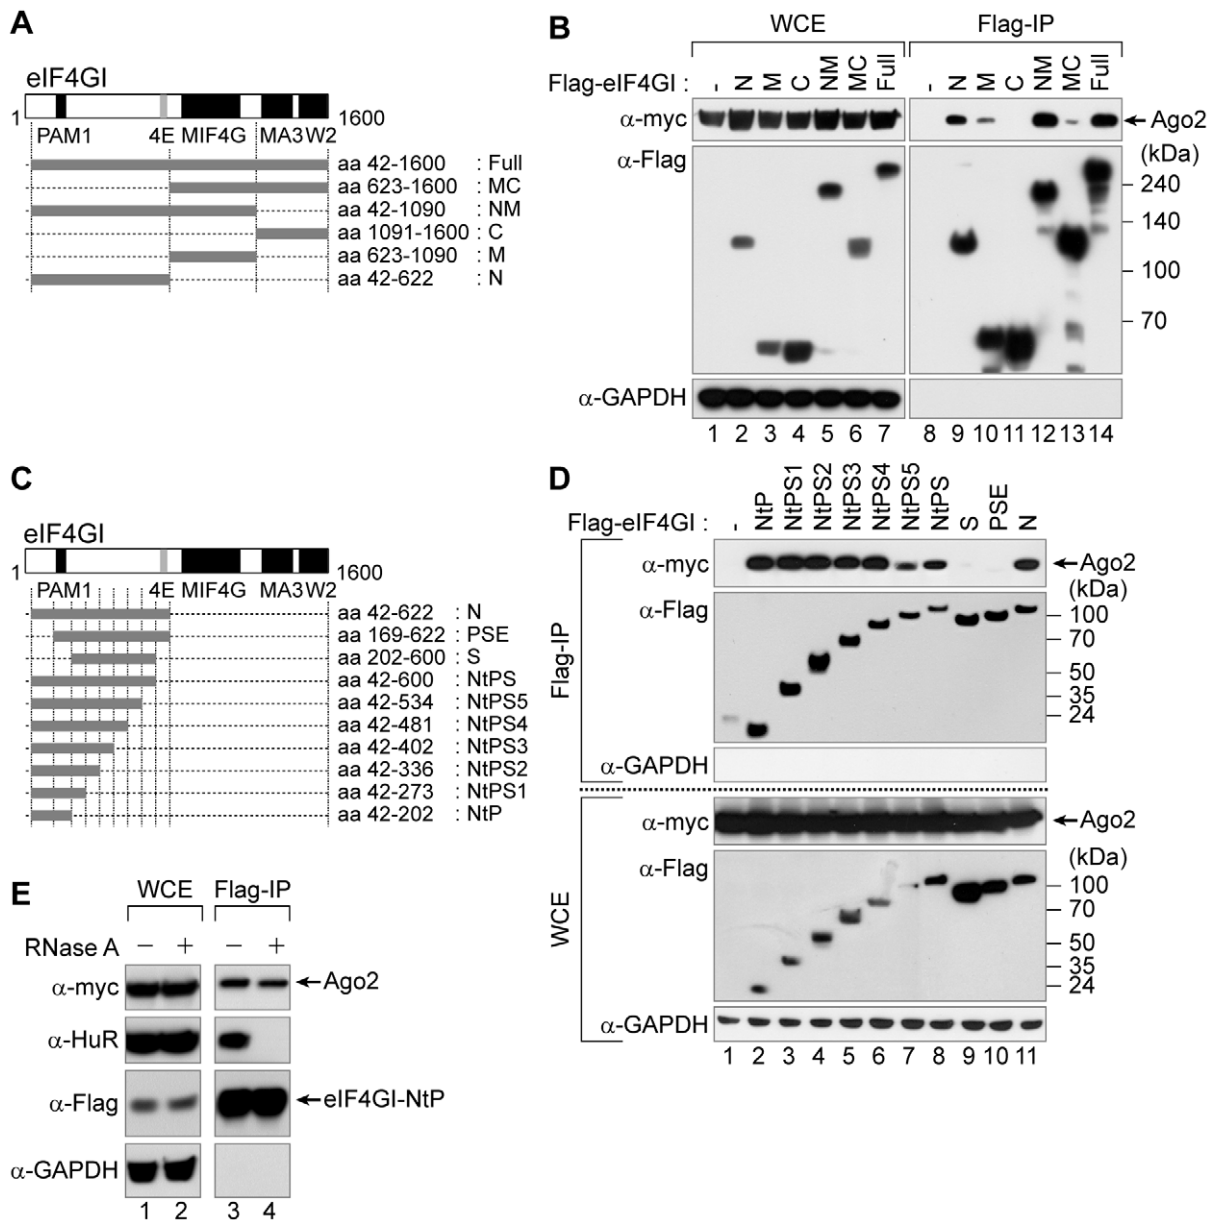 A
eIF4GI
1 1600
PAM1 4E MIF4G MA3 W2
aa 42-1600 : Full
aa 623-1600 : MC
aa 42-1090 : NM
aa 1091-1600 : C
aa 623-1090 : M
aa 42-622 : N
B
WCE Flag-IP
Flag-eIF4GI : - N M C NM MC Full - N M C NM MC Full
α-myc Ago2
α-Flag (kDa)
240
140
100
70
α-GAPDH
1 2 3 4 5 6 7 8 9 10 11 12 13 14
C
eIF4GI
1 1600
PAM1 4E MIF4G MA3 W2
aa 42-622 : N
aa 169-622 : PSE
aa 202-600 : S
aa 42-600 : NtPS
aa 42-534 : NtPS5
aa 42-481 : NtPS4
aa 42-402 : NtPS3
aa 42-336 : NtPS2
aa 42-273 : NtPS1
aa 42-202 : NtP
D
Flag-eIF4GI : - NtP NtPS1 NtPS2 NtPS3 NtPS4 NtPS5 NtPS S PSE N
Flag-IP
α-myc Ago2
(kDa)
α-Flag
100
70
50
35
24
α-GAPDH
WCE
α-myc Ago2
(kDa)
α-Flag
100
70
50
35
24
α-GAPDH
1 2 3 4 5 6 7 8 9 10 11
E
WCE Flag-IP
RNase A − + − +
α-myc Ago2
α-HuR
α-Flag eIF4GI-NtP
α-GAPDH
1 2 3 4